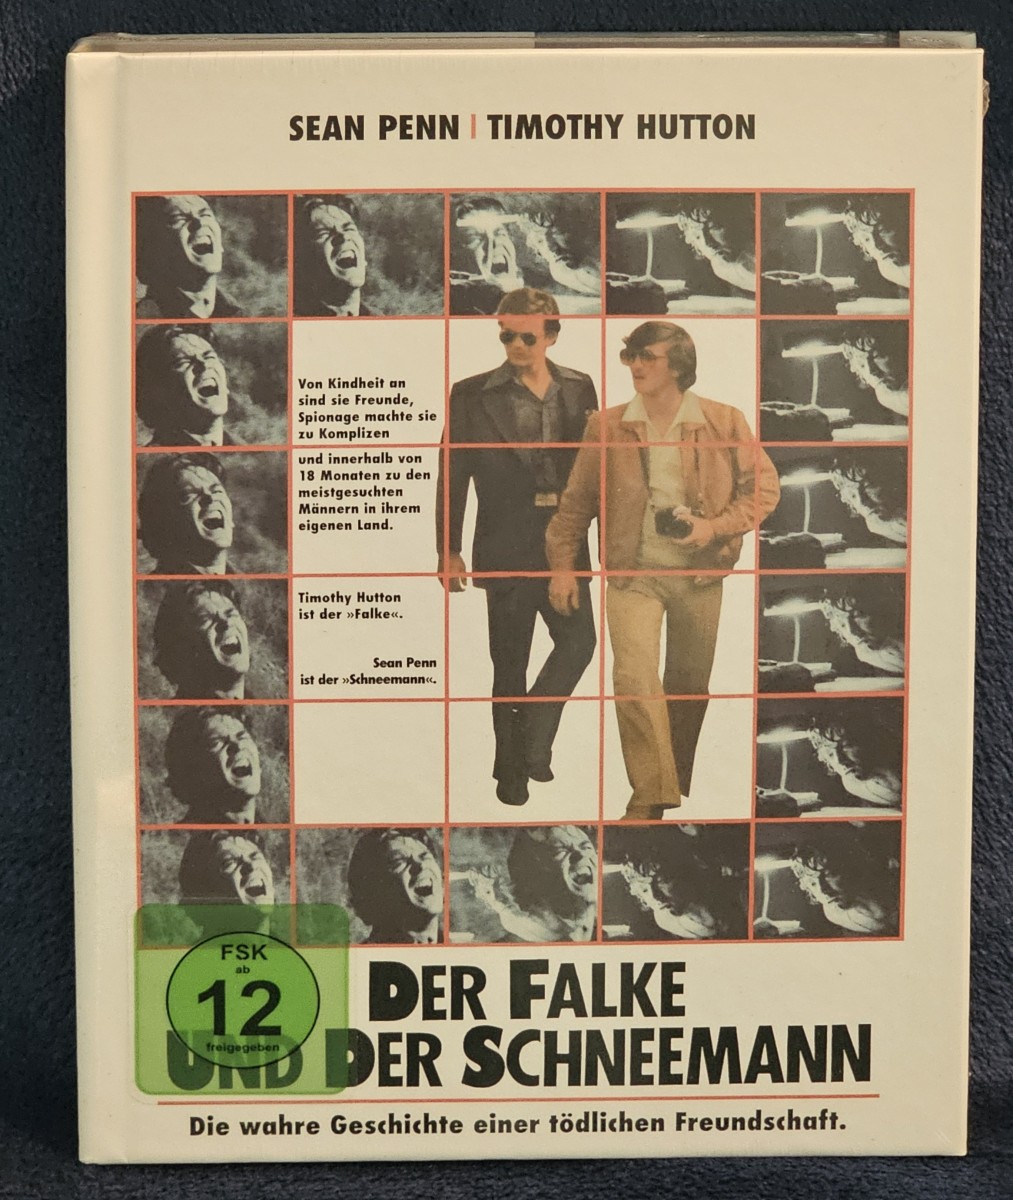 SEAN PENN | TIMOTHY HUTTON
Von Kindheit an
sind sie Freunde,
Spionage machte sie
zu Komplizen
und innerhalb von
18 Monaten zu den
meistgesuchten
Männern in ihrem
eigenen Land.
Timothy Hutton
ist der »Falke«.
Sean Penn
ist der »Schneemann«.
FSK
ab
12
freigegeben
DER FALKE
UND DER SCHNEEMANN
Die wahre Geschichte einer tödlichen Freundschaft.